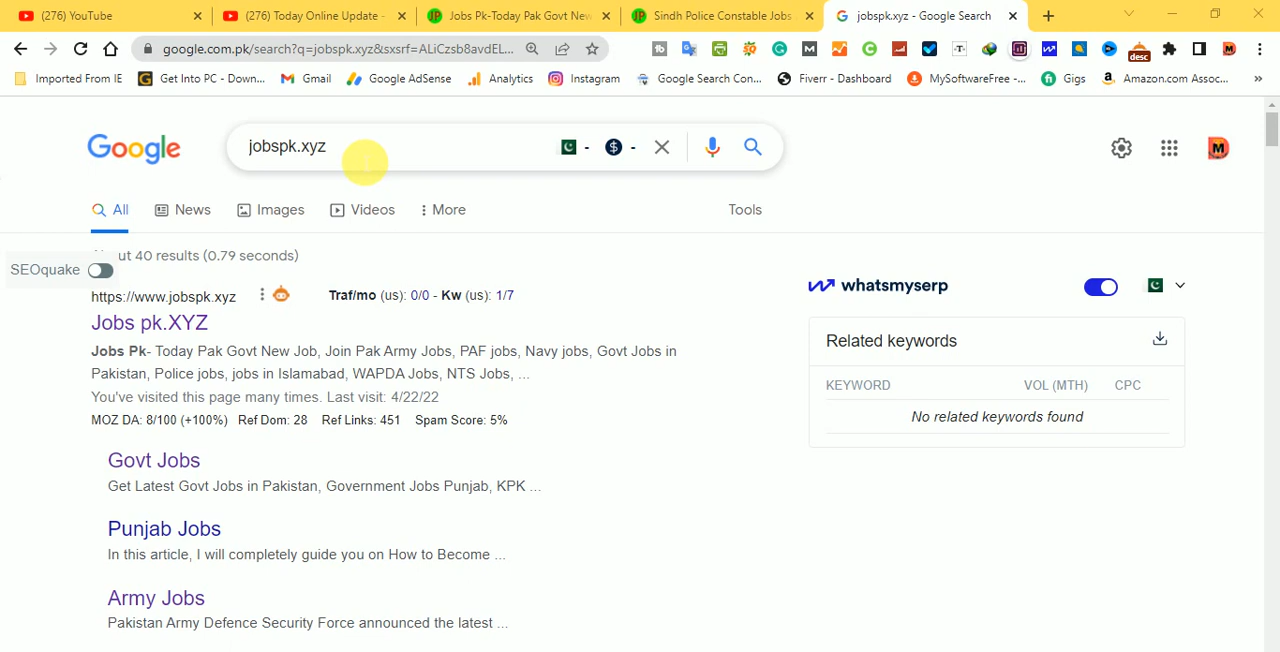 (276) YouTube
(276) Today Online Update -
Jobs Pk-Today Pak Govt New
Sindh Police Constable Jobs
jobspk.xyz - Google Search
google.com.pk/search?q=jobspk.xyz&sxsrf=ALiCzsb8avdEL...
desc
Imported From IE
Get Into PC - Down...
Gmail
Google AdSense
Analytics
Instagram
Google Search Con...
Fiverr - Dashboard
MySoftwareFree -...
Gigs
Amazon.com Assoc...
»
Google
jobspk.xyz
- $ -
M
All
News
Images
Videos
More
Tools
out 40 results (0.79 seconds)
SEOquake
https://www.jobspk.xyz
Traf/mo (us): 0/0 - Kw (us): 1/7
Jobs pk.XYZ
Jobs Pk- Today Pak Govt New Job, Join Pak Army Jobs, PAF jobs, Navy jobs, Govt Jobs in
Pakistan, Police jobs, jobs in Islamabad, WAPDA Jobs, NTS Jobs, ...
You've visited this page many times. Last visit: 4/22/22
MOZ DA: 8/100 (+100%) Ref Dom: 28 Ref Links: 451 Spam Score: 5%
Govt Jobs
Get Latest Govt Jobs in Pakistan, Government Jobs Punjab, KPK ...
Punjab Jobs
In this article, I will completely guide you on How to Become ...
Army Jobs
Pakistan Army Defence Security Force announced the latest ...
whatsmyserp
Related keywords
KEYWORD VOL (MTH) CPC
No related keywords found